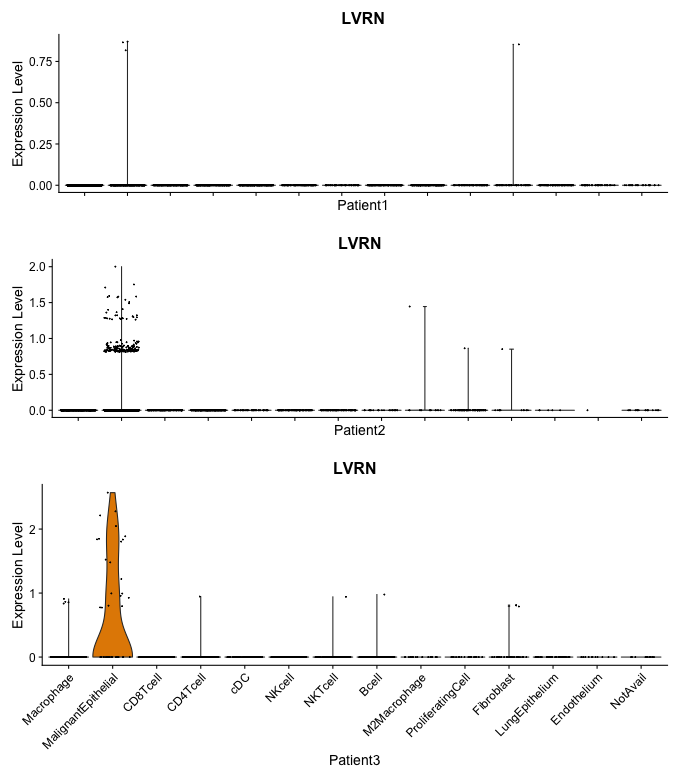 LVRN
Expression Level
0.75
0.50
0.25
0.00
Patient1
LVRN
Expression Level
2.0
1.5
1.0
0.5
0.0
Patient2
LVRN
Expression Level
2
1
0
Macrophage
MalignantEpithelial
CD8Tcell
CD4Tcell
cDC
NKcell
NKTcell
Bcell
M2Macrophage
ProliferatingCell
Fibroblast
LungEpithelium
Endothelium
NotAvail
Patient3